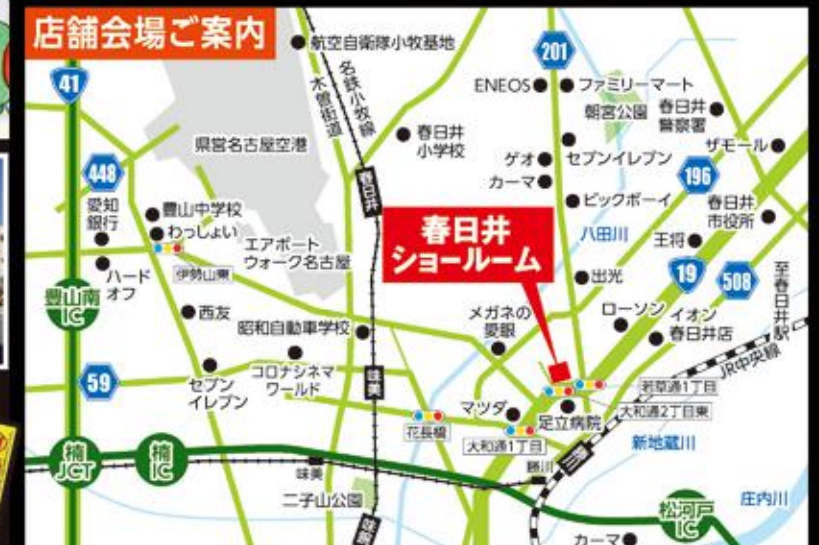 店舗会場ご案内
航空自衛隊小牧基地
名鉄小牧線
木曽街道
41
201
ENEOS
ファミリーマート
朝宮公園
春日井
警察署
県営名古屋空港
春日井
小学校
ゲオ
セブンイレブン
ザモール
カーマ
196
448
愛知
銀行
豊山中学校
わっしょい
春日井
ビックボーイ
春日井
市役所
春日井
ショールーム
八田川
王将
エアポート
ウォーク名古屋
伊勢山東
ハード
オフ
豊山南
IC
19
508
出光
至春日井駅
西友
昭和自動車学校
メガネの
愛眼
ローソン
イオン
春日井店
JR中央線
59
セブン
イレブン
コロナシネマ
ワールド
味美
若草通1丁目
マツダ
足立病院
大和通2丁目東
花長橋
大和通1丁目
新地蔵川
楠
JCT
楠
IC
味美
勝川
勝川
二子山公園
庄内川
松河戸
IC
カーマ